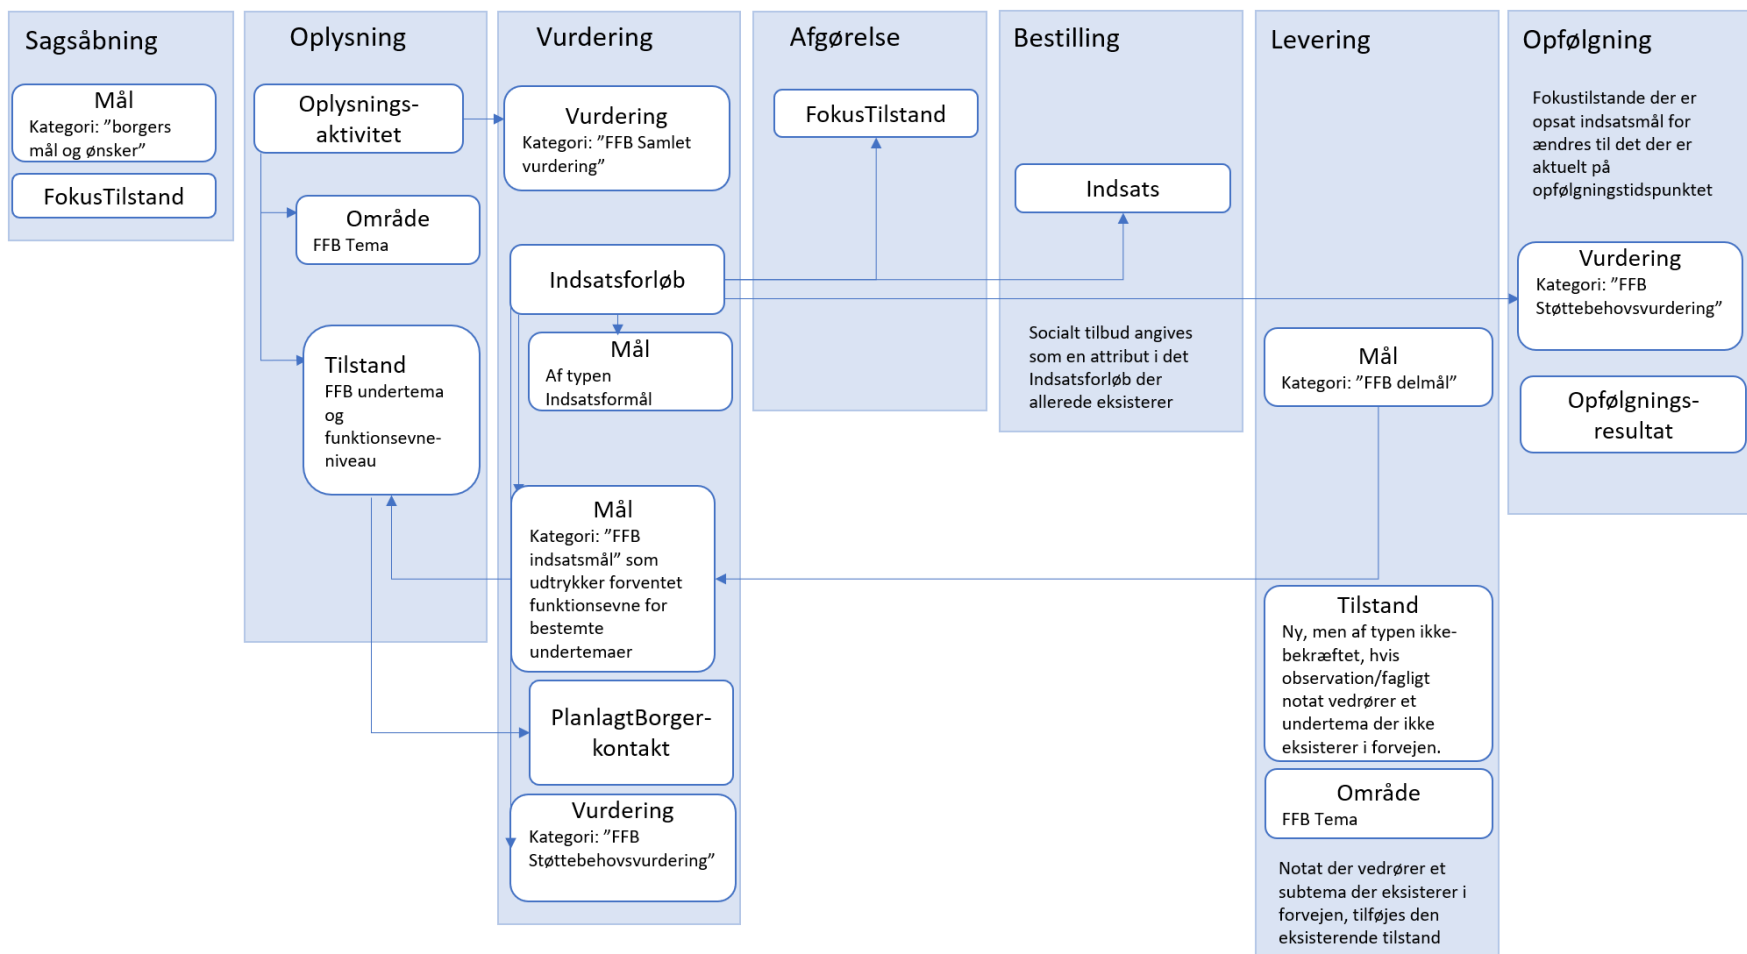 Sagsåbning
Mål
Kategori: ”borgers
mål og ønsker”
FokusTilstand
Oplysning
Oplysnings-
aktivitet
Område
FFB Tema
Tilstand
FFB undertema
og
funktionsevne-
niveau
Vurdering
Vurdering
Kategori: ”FFB Samlet
vurdering”
Indsatsforløb
Mål
Af typen
Indsatsformål
Mål
Kategori: ”FFB
indsatsmål” som
udtrykker forventet
funktionsevne for
bestemte
undertemaer
PlanlagtBorger-
kontakt
Vurdering
Kategori: ”FFB
Støttebehovsvurdering”
Afgørelse
FokusTilstand
Bestilling
Indsats
Socialt tilbud angives
som en attribut i det
Indsatsforløb der
allerede eksisterer
Levering
Mål
Kategori: ”FFB delmål”
Tilstand
Ny, men af typen ikke-
bekræftet, hvis
observation/fagligt
notat vedrører et
undertema der ikke
eksisterer i forvejen.
Område
FFB Tema
Notat der vedrører et
subtema der eksisterer i
forvejen, tilføjes den
eksisterende tilstand
Opfølgning
Fokustilstande der er
opsat indsatsmål for
ændres til det der er
aktuelt på
opfølgningstidspunktet
Vurdering
Kategori: ”FFB
Støttebehovsvurdering”
Opfølgnings-
resultat